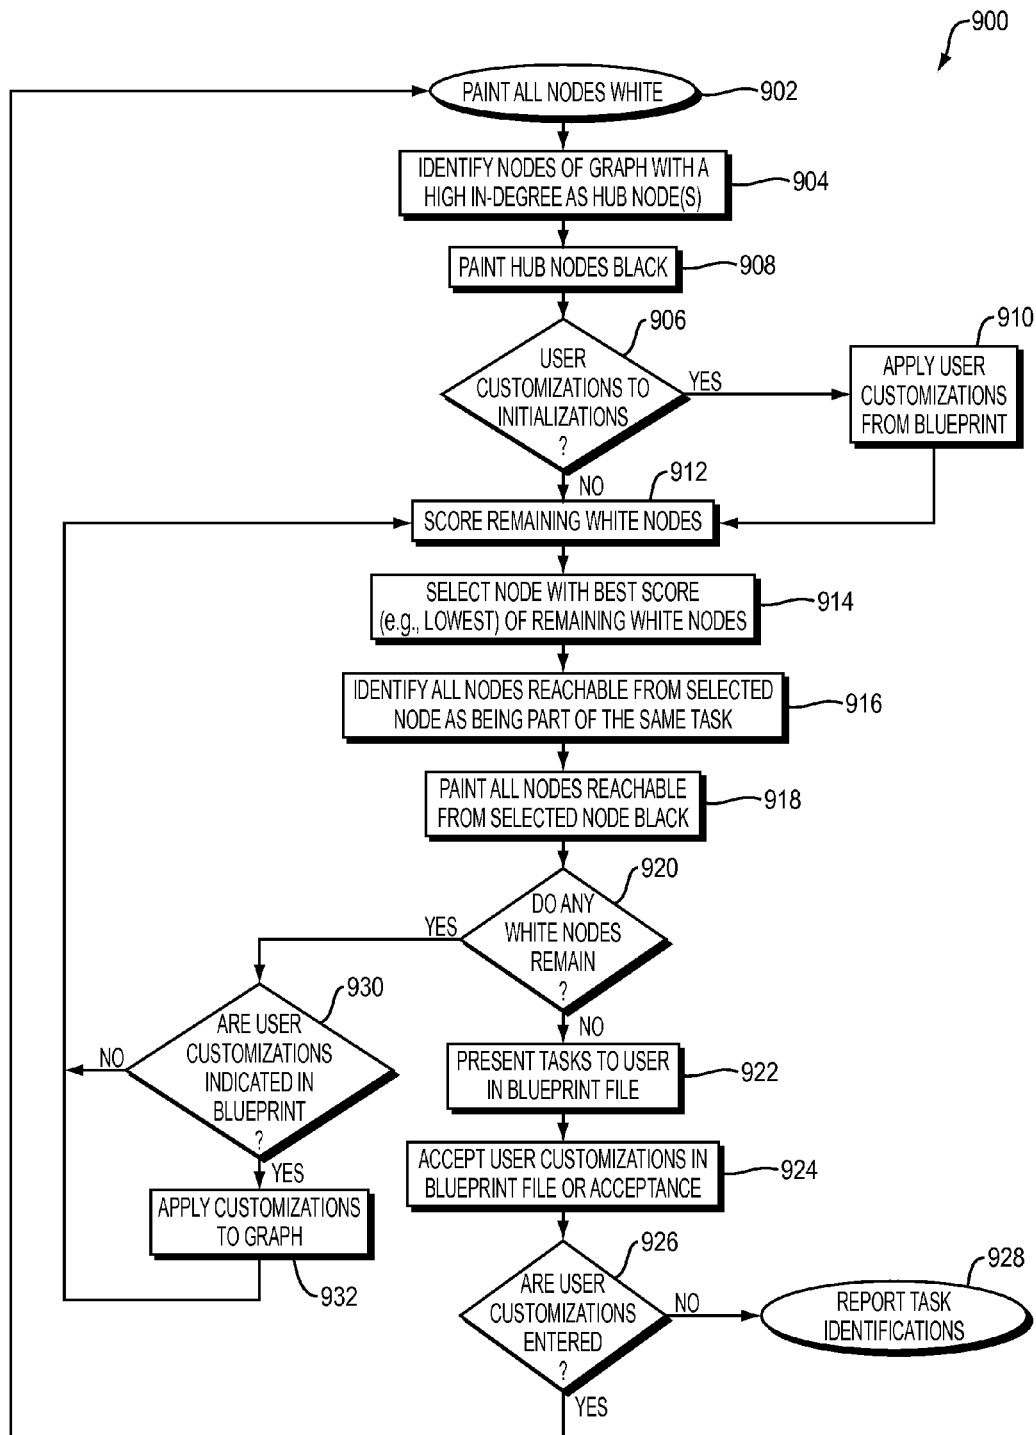 900
PAINT ALL NODES WHITE
902
IDENTIFY NODES OF GRAPH WITH A
HIGH IN-DEGREE AS HUB NODE(S)
904
PAINT HUB NODES BLACK
908
906
USER
CUSTOMIZATIONS TO
INITIALIZATIONS
?
YES
910
APPLY USER
CUSTOMIZATIONS
FROM BLUEPRINT
NO
912
SCORE REMAINING WHITE NODES
SELECT NODE WITH BEST SCORE
(e.g., LOWEST) OF REMAINING WHITE NODES
914
IDENTIFY ALL NODES REACHABLE FROM SELECTED
NODE AS BEING PART OF THE SAME TASK
916
PAINT ALL NODES REACHABLE
FROM SELECTED NODE BLACK
918
920
DO ANY
WHITE NODES
REMAIN
?
YES
930
ARE USER
CUSTOMIZATIONS
INDICATED IN
BLUEPRINT
?
NO
YES
APPLY CUSTOMIZATIONS
TO GRAPH
932
NO
PRESENT TASKS TO USER
IN BLUEPRINT FILE
922
ACCEPT USER CUSTOMIZATIONS IN
BLUEPRINT FILE OR ACCEPTANCE
924
926
ARE USER
CUSTOMIZATIONS
ENTERED
?
NO
928
REPORT TASK
IDENTIFICATIONS
YES